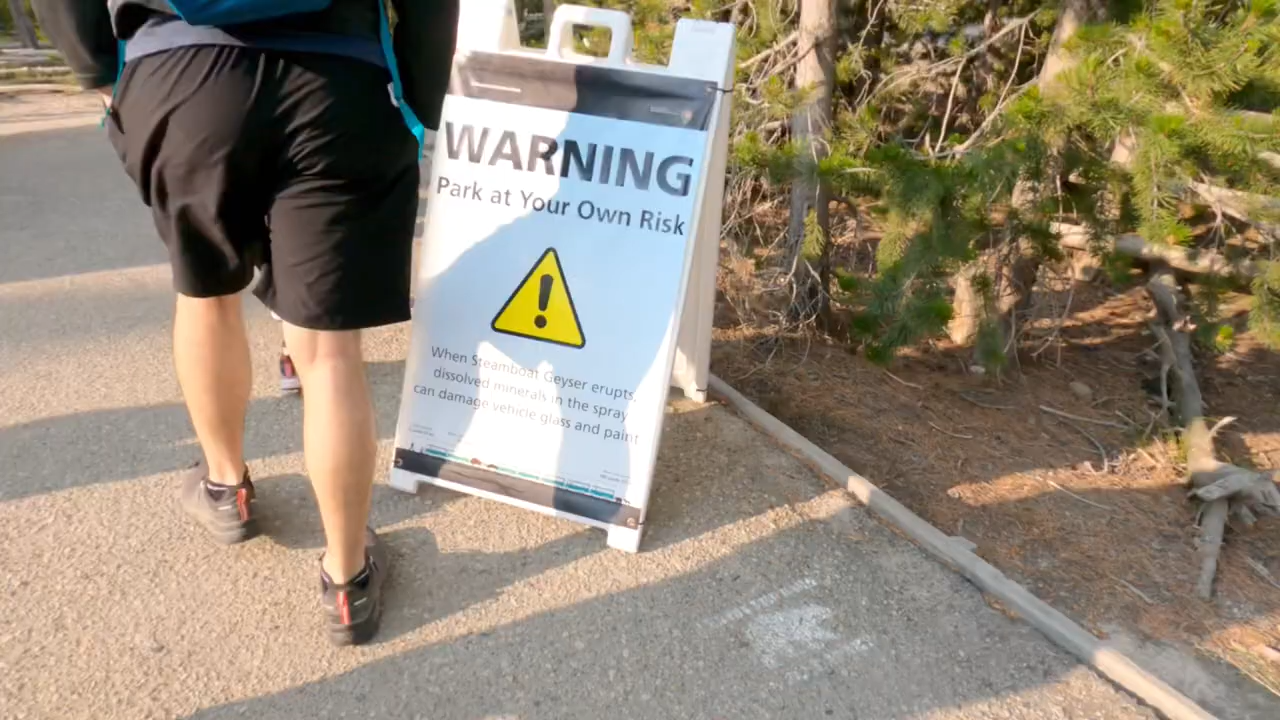 WARNING
Park at Your Own Risk
When Steamboat Geyser erupts,
dissolved minerals in the spray
can damage vehicle glass and paint